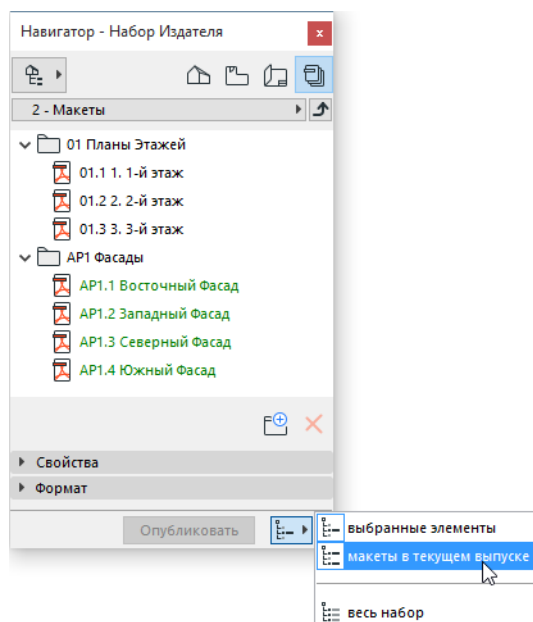 Навигатор - Набор Издателя
2 - Макеты
01 Планы Этажей
01.1 1. 1-й этаж
01.2 2. 2-й этаж
01.3 3. 3-й этаж
АР1 Фасады
АР1.1 Восточный Фасад
АР1.2 Западный Фасад
АР1.3 Северный Фасад
АР1.4 Южный Фасад
Свойства
Формат
Опубликовать
выбранные элементы
макеты в текущем выпуске
весь набор